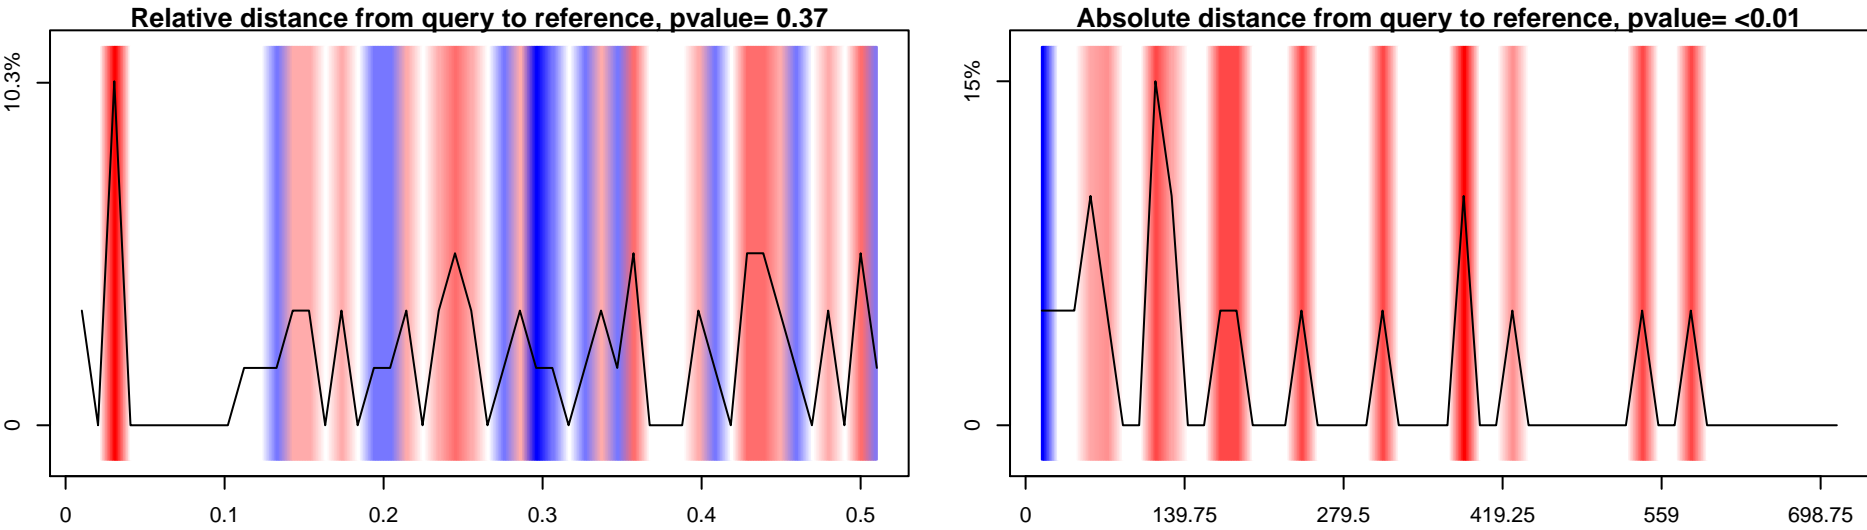 Relative distance from query to reference, pvalue= 0.37
10.3%
0
0 0.1 0.2 0.3 0.4 0.5
Absolute distance from query to reference, pvalue= <0.01
15%
0
0 139.75 279.5 419.25 559 698.75